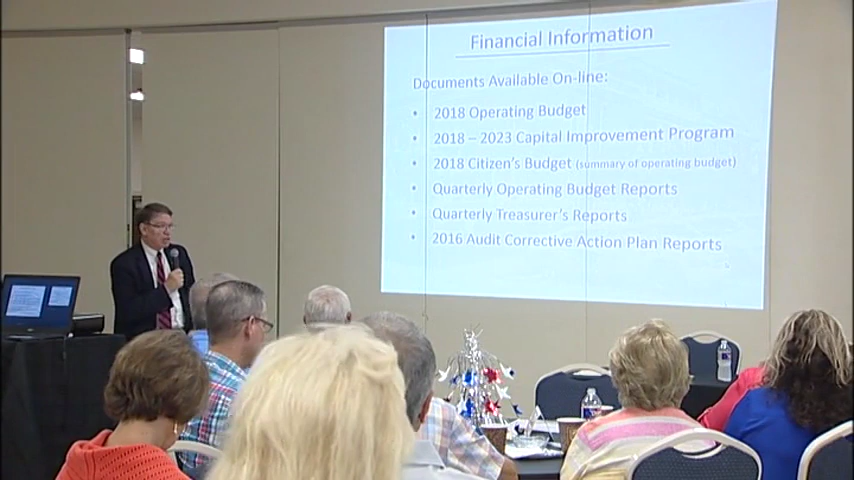 Financial Information
Documents Available On-line:
• 2018 Operating Budget
• 2018 – 2023 Capital Improvement Program
• 2018 Citizen's Budget (summary of operating budget)
• Quarterly Operating Budget Reports
• Quarterly Treasurer's Reports
• 2016 Audit Corrective Action Plan Reports